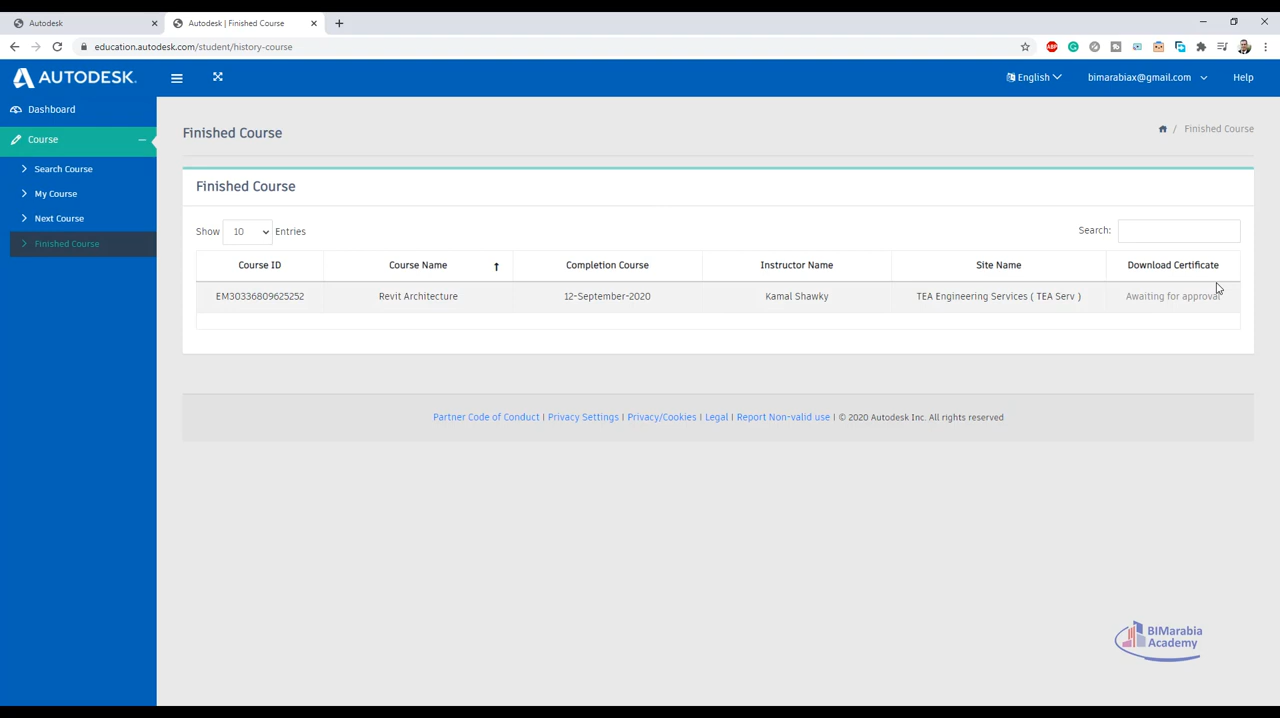 Autodesk
Autodesk | Finished Course
education.autodesk.com/student/history-course
ABP
AUTODESK.
English
bimarabiax@gmail.com
Help
Dashboard
Course
Search Course
My Course
Next Course
Finished Course
Finished Course
/ Finished Course
Finished Course
Show 10 Entries
Search:
Course ID Course Name Completion Course Instructor Name Site Name Download Certificate
EM30336809625252 Revit Architecture 12-September-2020 Kamal Shawky TEA Engineering Services ( TEA Serv ) Awaiting for approval
Partner Code of Conduct | Privacy Settings | Privacy/Cookies | Legal | Report Non-valid use | © 2020 Autodesk Inc. All rights reserved
BIMarabia
Academy